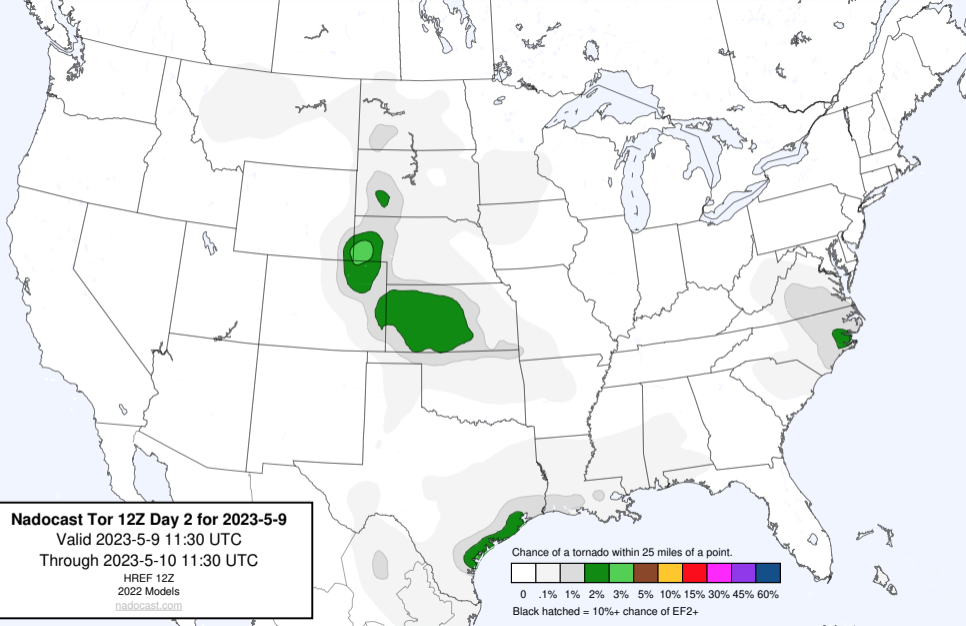 Nadocast Tor 12Z Day 2 for 2023-5-9
Valid 2023-5-9 11:30 UTC
Through 2023-5-10 11:30 UTC
HREF 12Z
2022 Models
nadocast.com
Chance of a tornado within 25 miles of a point.
0 .1% 1% 2% 3% 5% 10% 15% 30% 45% 60%
Black hatched = 10%+ chance of EF2+